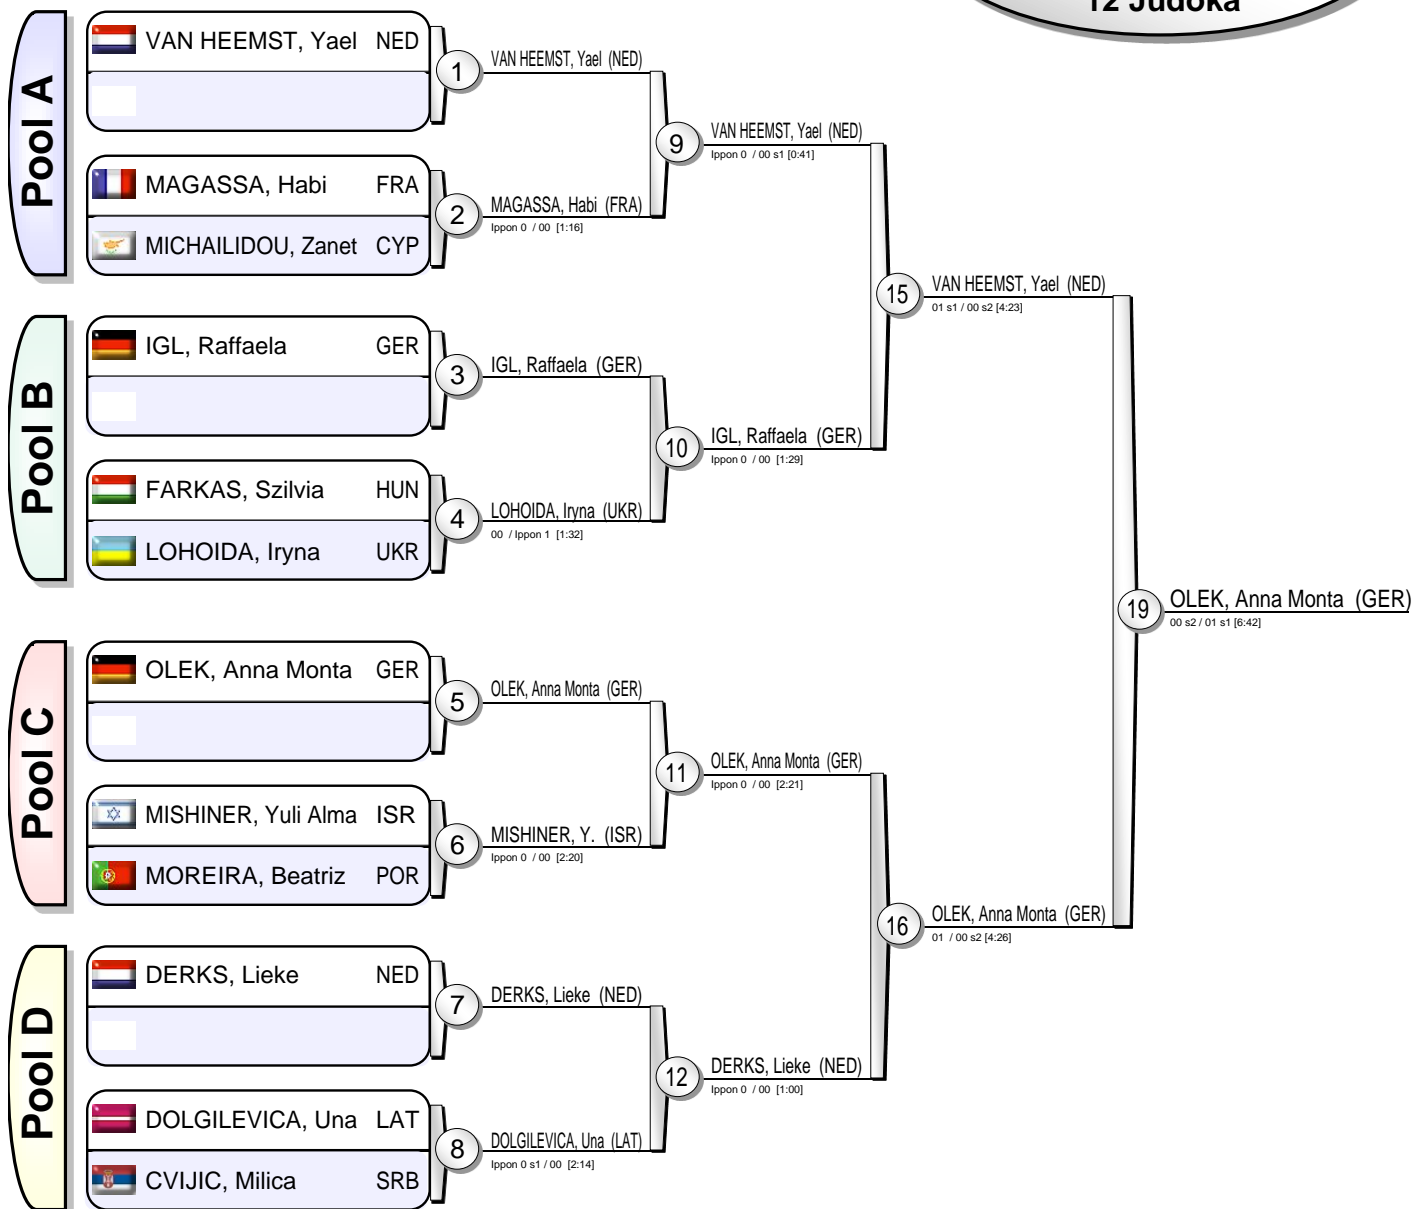 12 Judoka
Pool A
VAN HEEMST, Yael NED
1
VAN HEEMST, Yael (NED)
MAGASSA, Habi FRA
MICHAILIDOU, Zanet CYP
2
MAGASSA, Habi (FRA)
Ippon 0 / 00 [1:16]
9
VAN HEEMST, Yael (NED)
Ippon 0 / 00 s1 [0:41]
Pool B
IGL, Raffaela GER
3
IGL, Raffaela (GER)
FARKAS, Szilvia HUN
LOHOIDA, Iryna UKR
4
LOHOIDA, Iryna (UKR)
00 / Ippon 1 [1:32]
10
IGL, Raffaela (GER)
Ippon 0 / 00 [1:29]
15
VAN HEEMST, Yael (NED)
01 s1 / 00 s2 [4:23]
Pool C
OLEK, Anna Monta GER
5
OLEK, Anna Monta (GER)
MISHINER, Yuli Alma ISR
MOREIRA, Beatriz POR
6
MISHINER, Y. (ISR)
Ippon 0 / 00 [2:20]
11
OLEK, Anna Monta (GER)
Ippon 0 / 00 [2:21]
Pool D
DERKS, Lieke NED
7
DERKS, Lieke (NED)
DOLGILEVICA, Una LAT
CVIJIC, Milica SRB
8
DOLGILEVICA, Una (LAT)
Ippon 0 s1 / 00 [2:14]
12
DERKS, Lieke (NED)
Ippon 0 / 00 [1:00]
16
OLEK, Anna Monta (GER)
01 / 00 s2 [4:26]
19
OLEK, Anna Monta (GER)
00 s2 / 01 s1 [6:42]